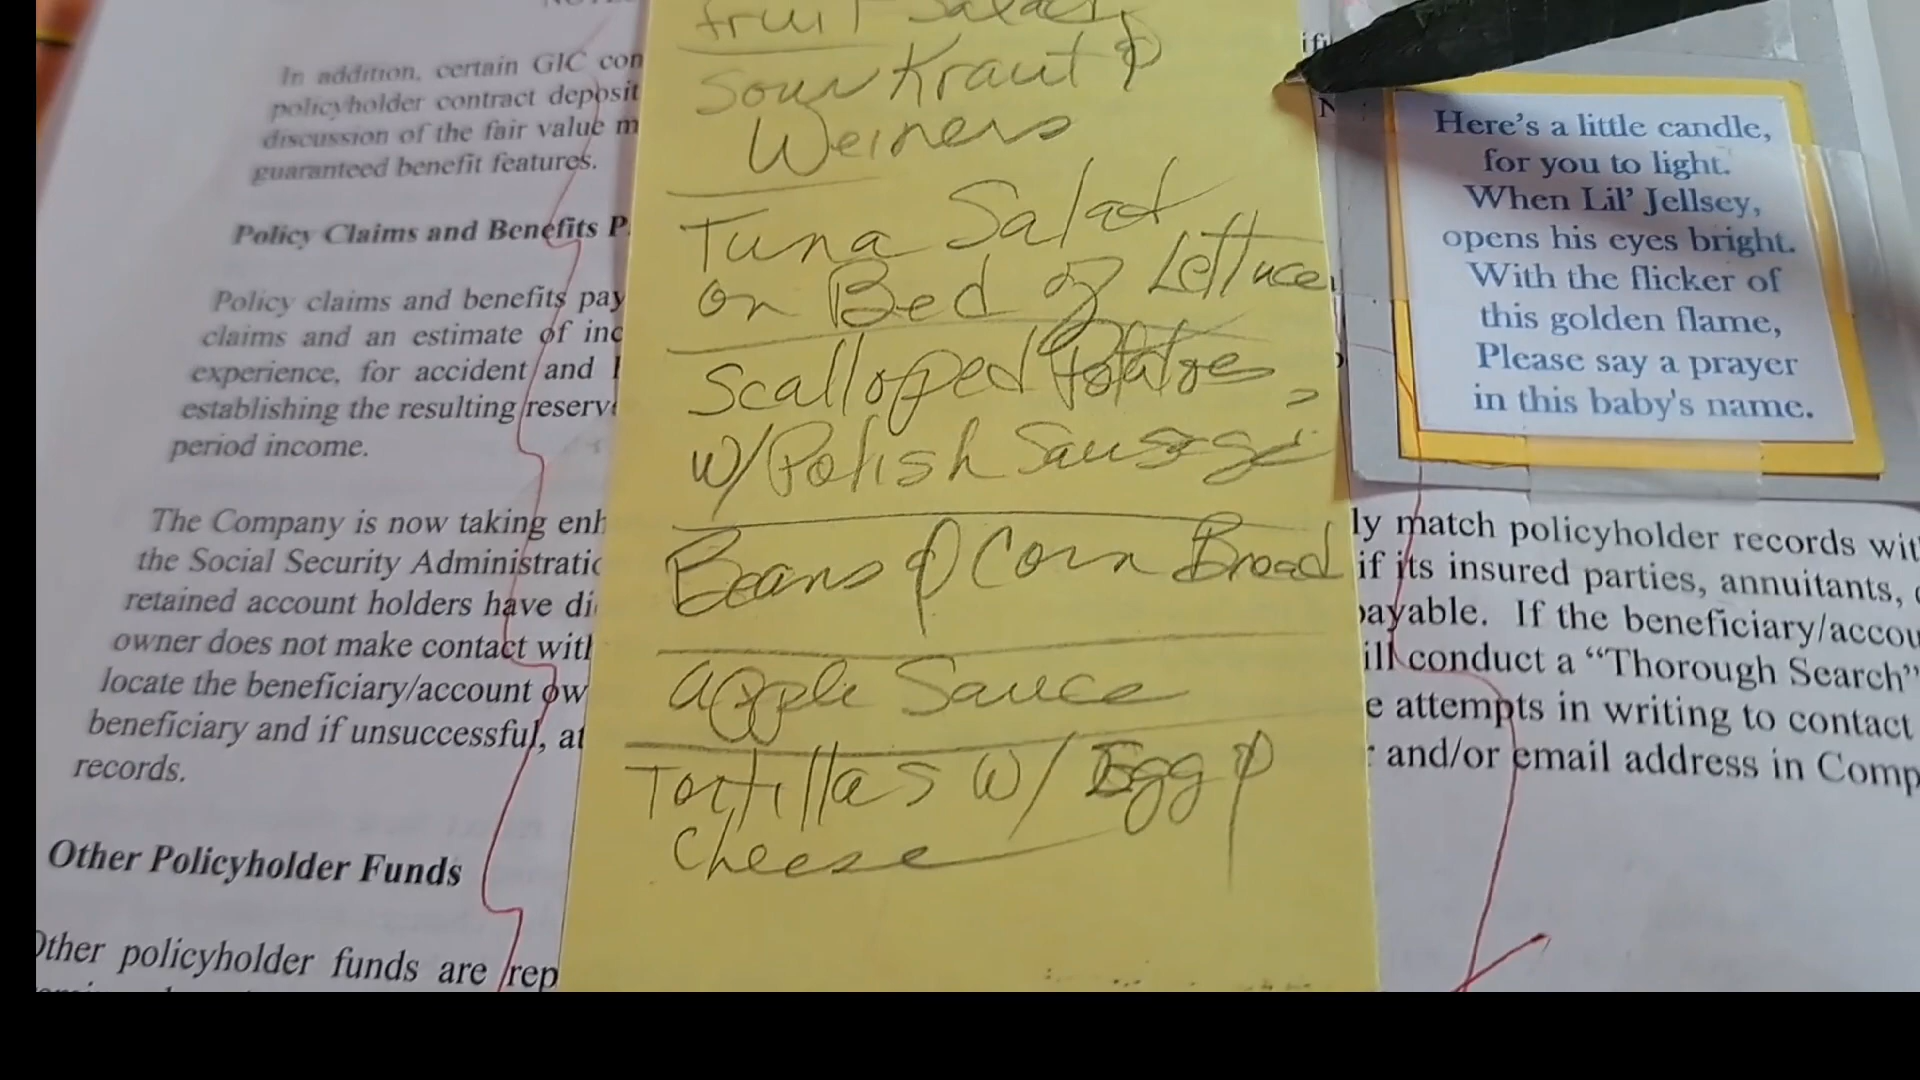 NOTES
In addition, certain GIC con
policyholder contract deposit
discussion of the fair value m
guaranteed benefit features.
Policy Claims and Benefits P
Policy claims and benefits pay
claims and an estimate of inc
experience, for accident and
establishing the resulting reserve
period income.
The Company is now taking enh
the Social Security Administratio
retained account holders have di
owner does not make contact with
locate the beneficiary/account ow
beneficiary and if unsuccessful, at
records.
Other Policyholder Funds
Other policyholder funds are rep
fruit Salad
Sour Kraut &
Weiners
Tuna Salad
on Bed of Lettuce
Scalloped Potatoes
w/Polish Sausage
Beans & Corn Bread
apple Sauce
Tortillas w/ Egg &
Cheese
Here's a little candle,
for you to light.
When Lil' Jellsey,
opens his eyes bright.
With the flicker of
this golden flame,
Please say a prayer
in this baby's name.
ly match policyholder records wit
if its insured parties, annuitants,
payable. If the beneficiary/accou
ill conduct a “Thorough Search”
e attempts in writing to contact
and/or email address in Comp